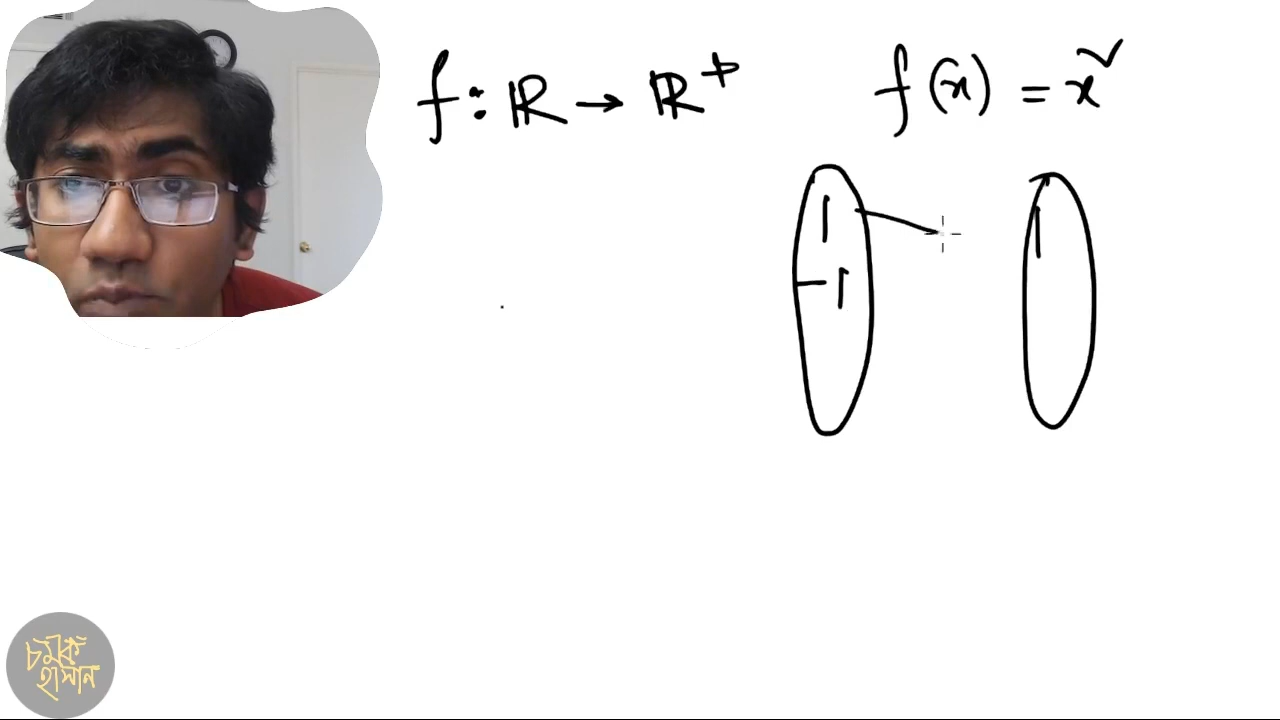 f : ℝ → ℝ⁺ f(x) = x²
1 1
-1
চমক
হাসান